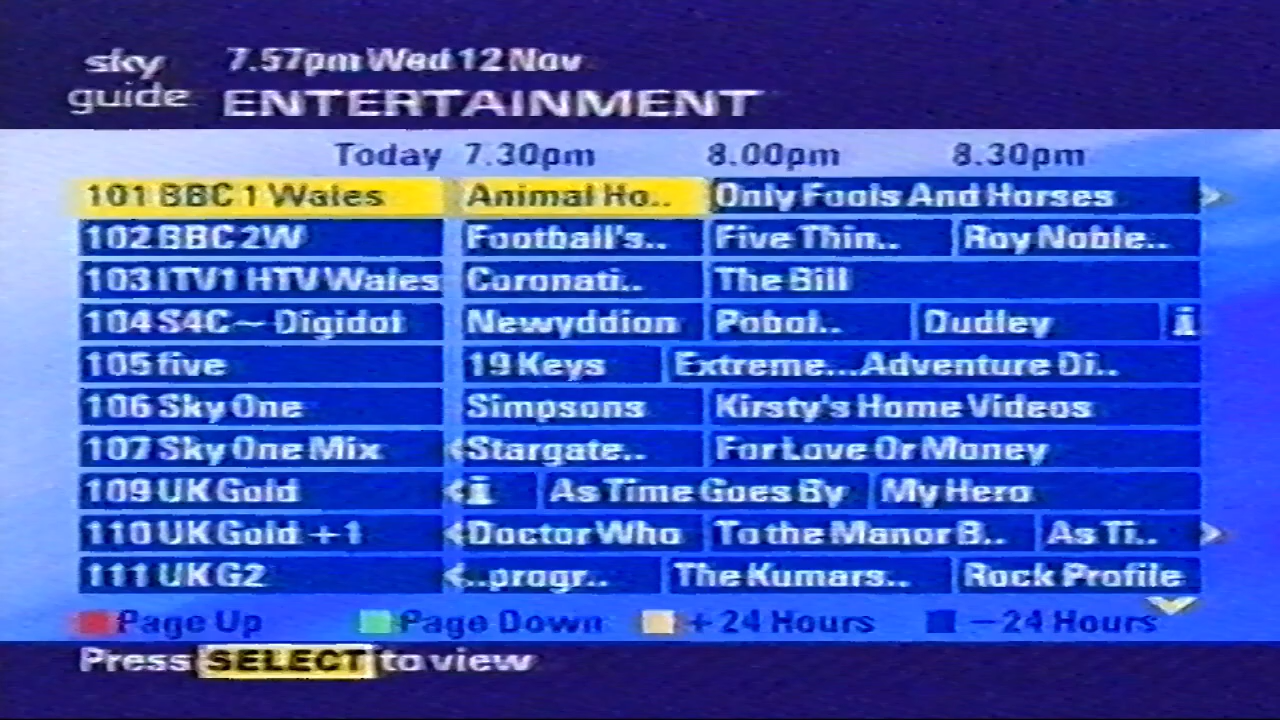 sky guide
7.57pm Wed 12 Nov
ENTERTAINMENT
Today 7.30pm 8.00pm 8.30pm
101 BBC 1 Wales Animal Ho.. Only Fools And Horses
102 BBC 2W Football's.. Five Thin.. Roy Noble..
103 ITV1 HTV Wales Coronati.. The Bill
104 S4C~ Digidol Newyddion Pobol.. Dudley i
105 five 19 Keys Extreme...Adventure Di..
106 Sky One Simpsons Kirsty's Home Videos
107 Sky One Mix Stargate.. For Love Or Money
109 UK Gold i As Time Goes By My Hero
110 UK Gold +1 Doctor Who To the Manor B.. As Ti..
111 UKG2 ..progr.. The Kumars.. Rock Profile
Page Up Page Down +24 Hours −24 Hours
Press SELECT to view